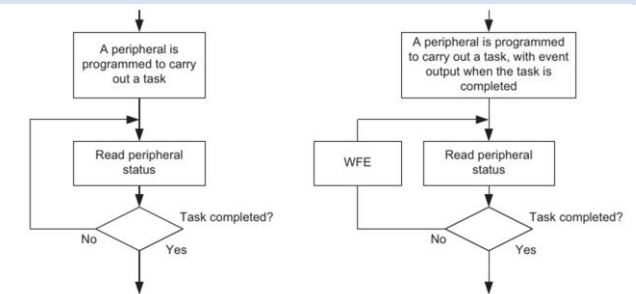 A peripheral is
programmed to carry
out a task
Read peripheral
status
Task completed?
No
Yes
A peripheral is programmed
to carry out a task, with event
output when the task is
completed
WFE
Read peripheral
status
Task completed?
No
Yes